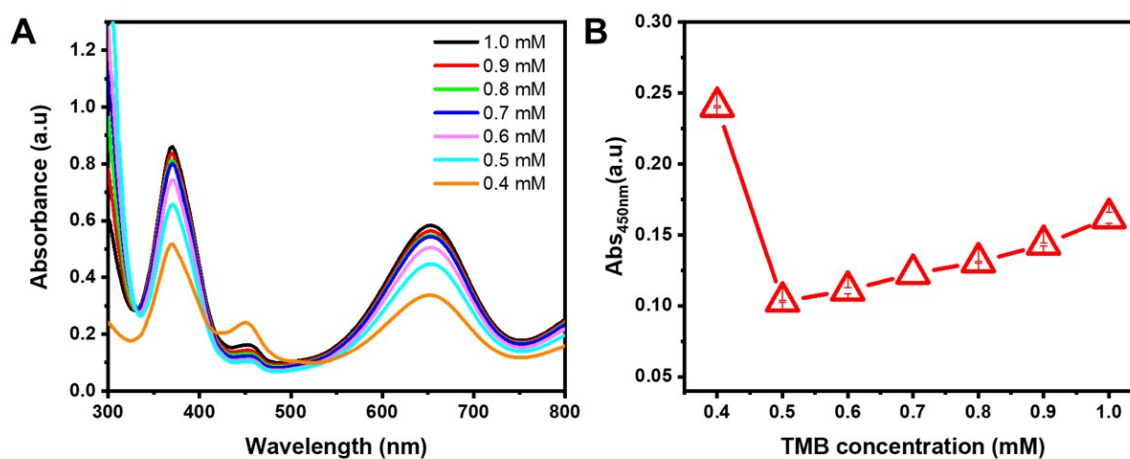 A
Absorbance (a.u)
1.2
1.0
0.8
0.6
0.4
0.2
0.0
1.0 mM
0.9 mM
0.8 mM
0.7 mM
0.6 mM
0.5 mM
0.4 mM
300 400 500 600 700 800
Wavelength (nm)
B
Abs450nm(a.u)
0.30
0.25
0.20
0.15
0.10
0.05
0.4 0.5 0.6 0.7 0.8 0.9 1.0
TMB concentration (mM)